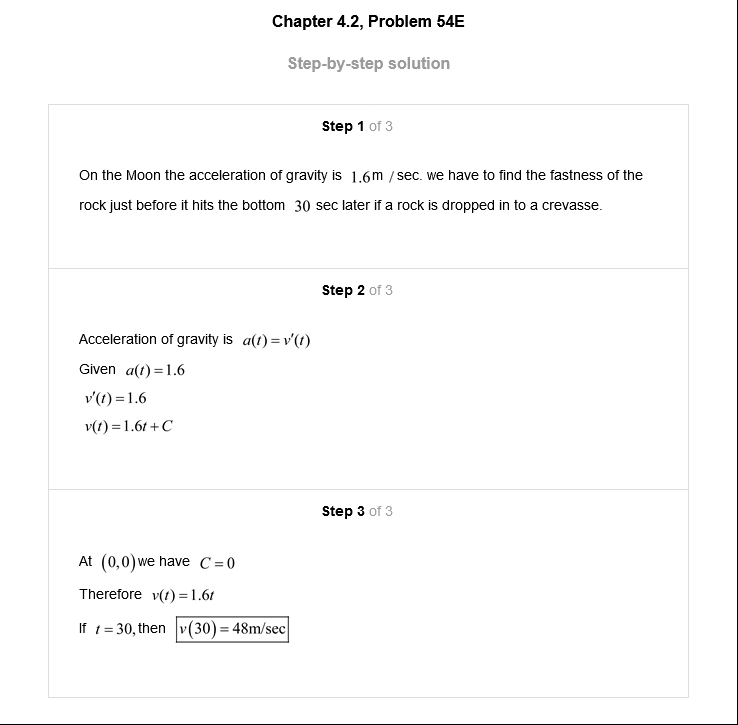 Chapter 4.2, Problem 54E
Step-by-step solution
Step 1 of 3
On the Moon the acceleration of gravity is 1.6m / sec. we have to find the fastness of the
rock just before it hits the bottom 30 sec later if a rock is dropped in to a crevasse.
Step 2 of 3
Acceleration of gravity is a(t) = v′(t)
Given a(t) = 1.6
v′(t) = 1.6
v(t) = 1.6t + C
Step 3 of 3
At (0,0) we have C = 0
Therefore v(t) = 1.6t
If t = 30, then v(30) = 48m/sec